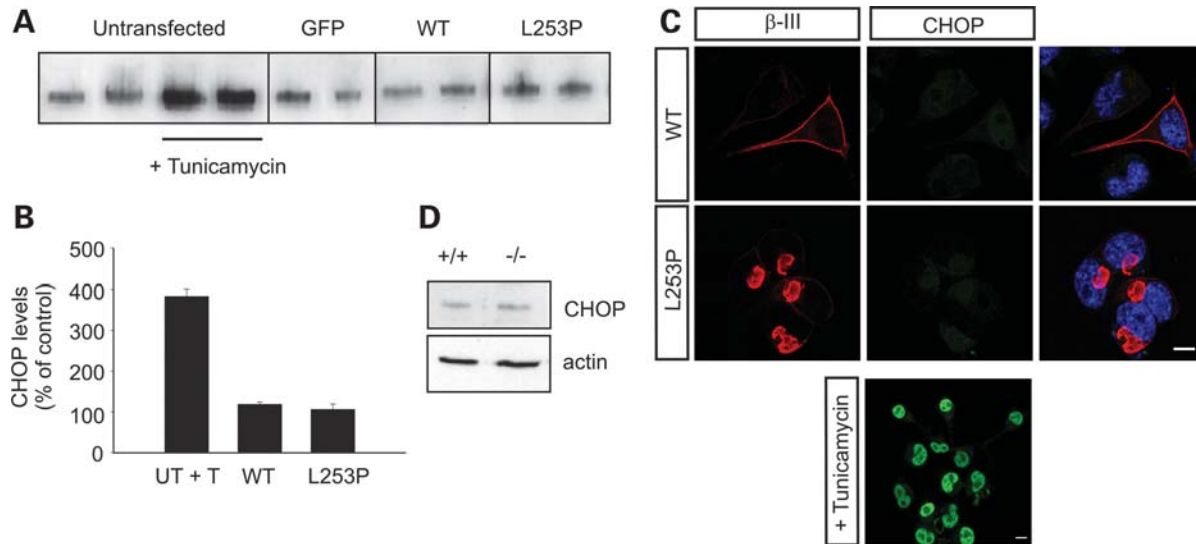 A
Untransfected GFP WT L253P
+ Tunicamycin
B
CHOP levels
(% of control)
500
400
300
200
100
0
UT + T WT L253P
D
+/+ -/-
CHOP
actin
C
β-III CHOP
WT
L253P
+ Tunicamycin